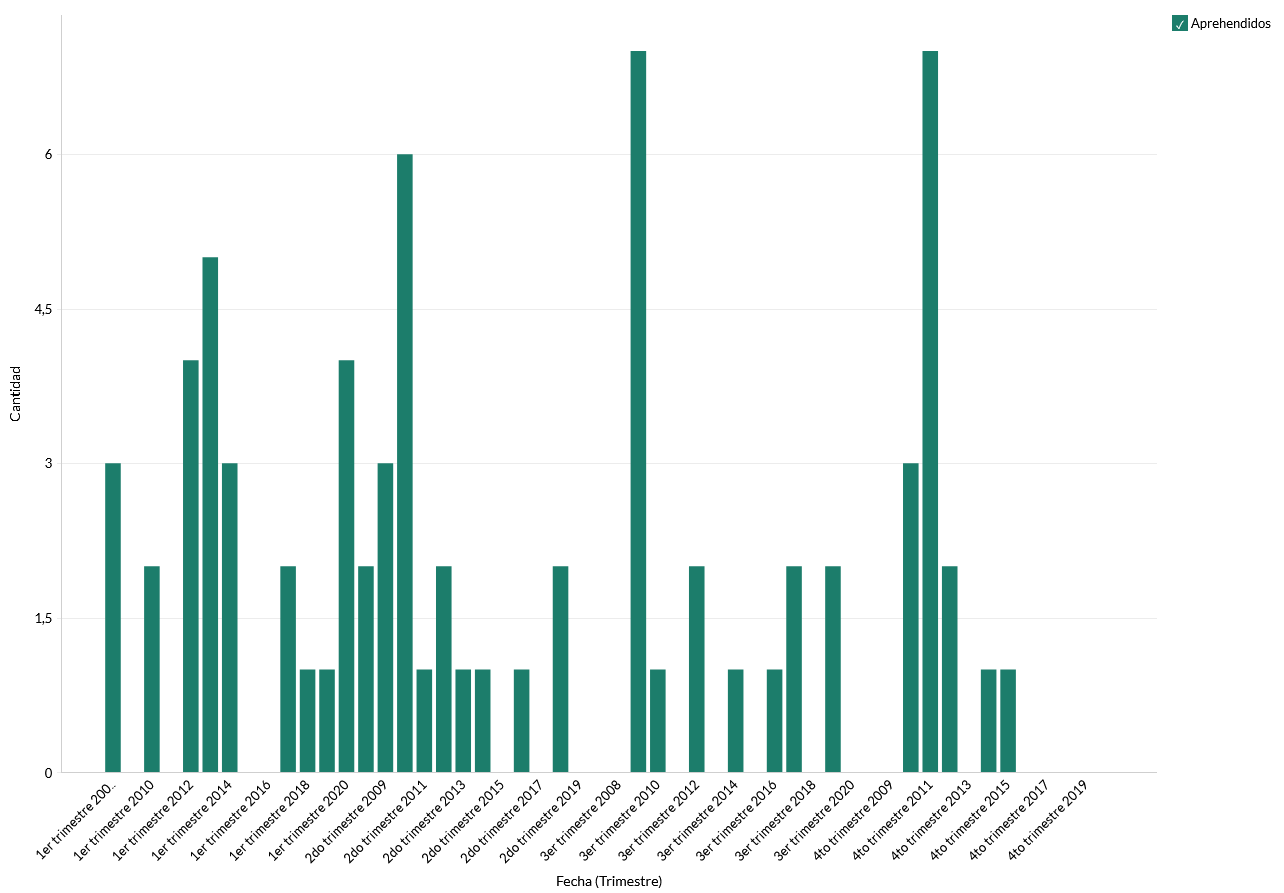 Aprehendidos
Cantidad
6
4,5
3
1,5
0
1er trimestre 200..
1er trimestre 2010
1er trimestre 2012
1er trimestre 2014
1er trimestre 2016
1er trimestre 2018
1er trimestre 2020
2do trimestre 2009
2do trimestre 2011
2do trimestre 2013
2do trimestre 2015
2do trimestre 2017
2do trimestre 2019
3er trimestre 2008
3er trimestre 2010
3er trimestre 2012
3er trimestre 2014
3er trimestre 2016
3er trimestre 2018
3er trimestre 2020
4to trimestre 2009
4to trimestre 2011
4to trimestre 2013
4to trimestre 2015
4to trimestre 2017
4to trimestre 2019
Fecha (Trimestre)